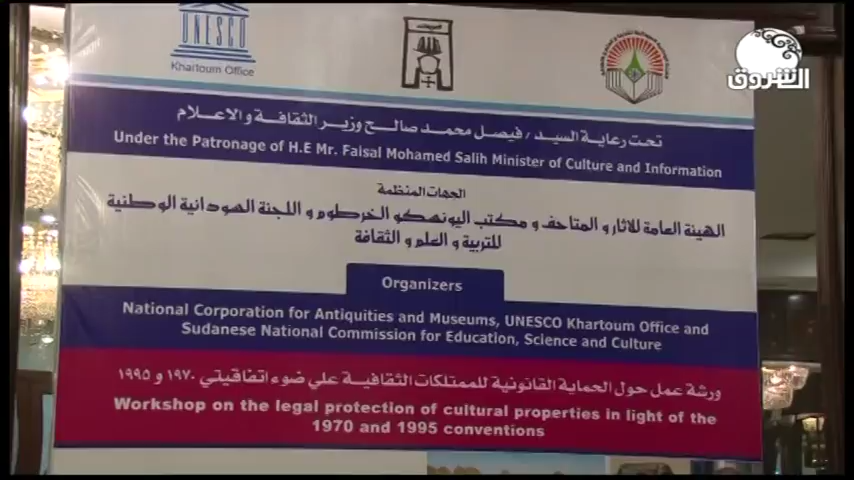 UNESCO
Khartoum Office
الشروق
تحت رعاية السيد / فيصل محمد صالح وزير الثقافة والاعلام
Under the Patronage of H.E Mr. Faisal Mohamed Salih Minister of Culture and Information
الجهات المنظمة
الهيئة العامة للاثار و المتاحف و مكتب اليونسكو الخرطوم و اللجنة السودانية الوطنية
للتربية و العلم و الثقافة
Organizers
National Corporation for Antiquities and Museums, UNESCO Khartoum Office and
Sudanese National Commission for Education, Science and Culture
ورشة عمل حول الحماية القانونية للممتلكات الثقافية علي ضوء اتفاقيتي ١٩٧٠ و ١٩٩٥
Workshop on the legal protection of cultural properties in light of the
1970 and 1995 conventions